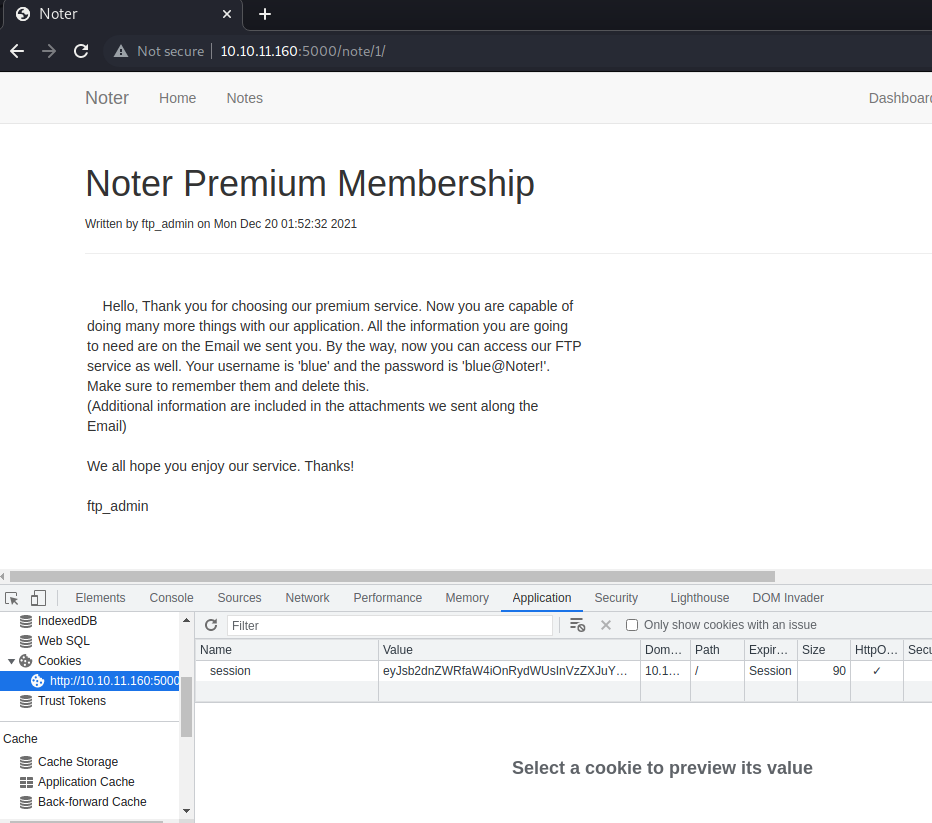 Noter
Not secure | 10.10.11.160:5000/note/1/
Noter Home Notes Dashboard
Noter Premium Membership
Written by ftp_admin on Mon Dec 20 01:52:32 2021
Hello, Thank you for choosing our premium service. Now you are capable of
doing many more things with our application. All the information you are going
to need are on the Email we sent you. By the way, now you can access our FTP
service as well. Your username is 'blue' and the password is 'blue@Noter!'.
Make sure to remember them and delete this.
(Additional information are included in the attachments we sent along the
Email)
We all hope you enjoy our service. Thanks!
ftp_admin
Elements Console Sources Network Performance Memory Application Security Lighthouse DOM Invader
IndexedDB
Web SQL
Cookies
http://10.10.11.160:5000
Trust Tokens
Cache
Cache Storage
Application Cache
Back-forward Cache
Filter Only show cookies with an issue
Name Value Dom... Path Expir... Size HttpO... Secu
session eyJsb2dnZWRfaW4iOnRydWUsInVzZXJuY... 10.1... / Session 90 ✓
Select a cookie to preview its value